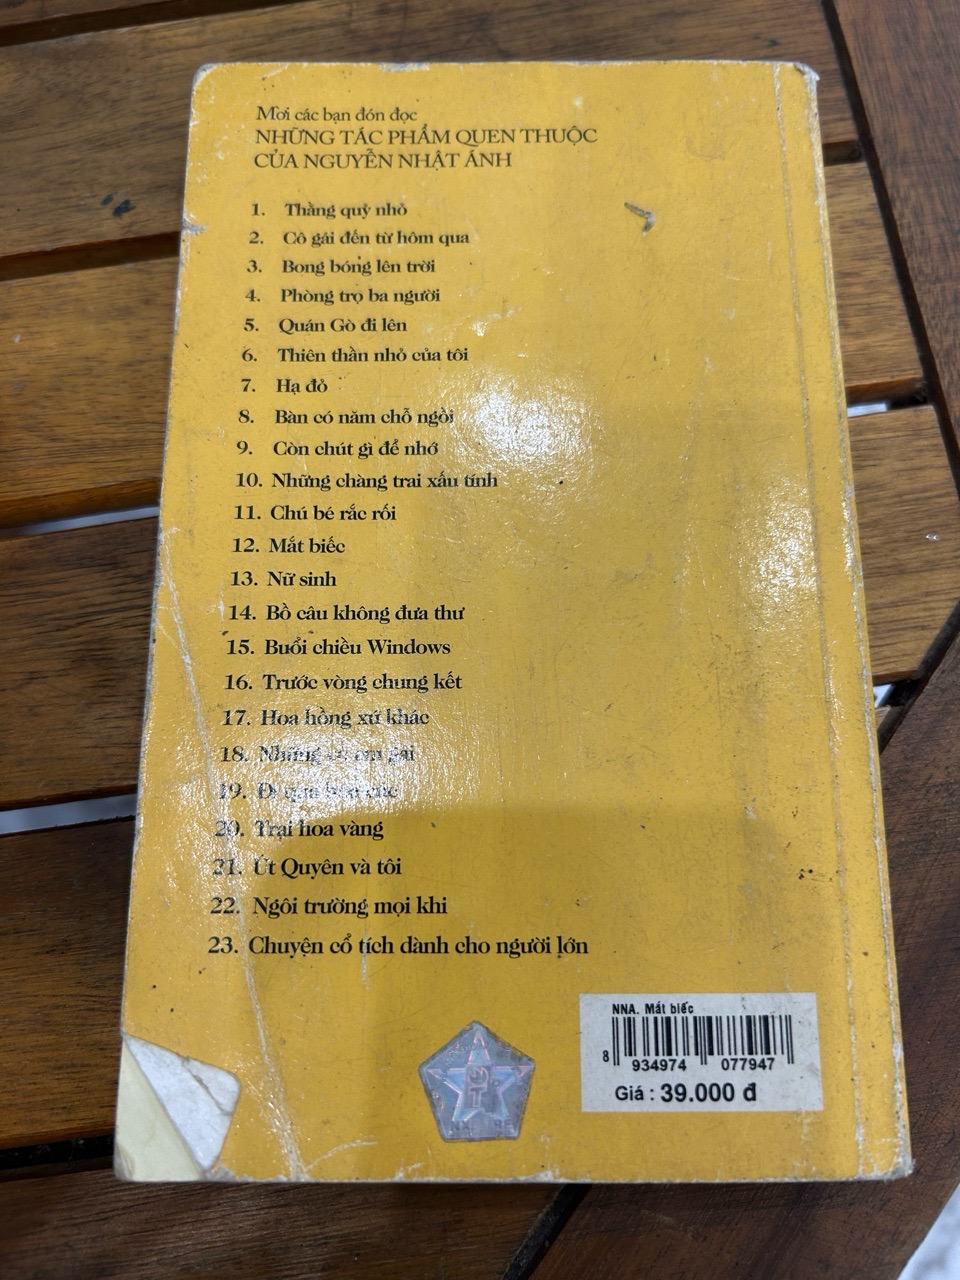 Mời các bạn đón đọc
NHỮNG TÁC PHẨM QUEN THUỘC
CỦA NGUYỄN NHẬT ÁNH
1. Thằng quỷ nhỏ
2. Cô gái đến từ hôm qua
3. Bong bóng lên trời
4. Phòng trọ ba người
5. Quán Gò đi lên
6. Thiên thần nhỏ của tôi
7. Hạ đỏ
8. Bàn có năm chỗ ngồi
9. Còn chút gì để nhớ
10. Những chàng trai xấu tính
11. Chú bé rắc rối
12. Mắt biếc
13. Nữ sinh
14. Bồ câu không đưa thư
15. Buổi chiều Windows
16. Trước vòng chung kết
17. Hoa hồng xứ khác
18. Những em gái
19. Đi qua
20. Trại hoa vàng
21. Út Quyên và tôi
22. Ngôi trường mọi khi
23. Chuyện cổ tích dành cho người lớn
NNA. Mắt biếc
8 934974 077947
Giá : 39.000 đ